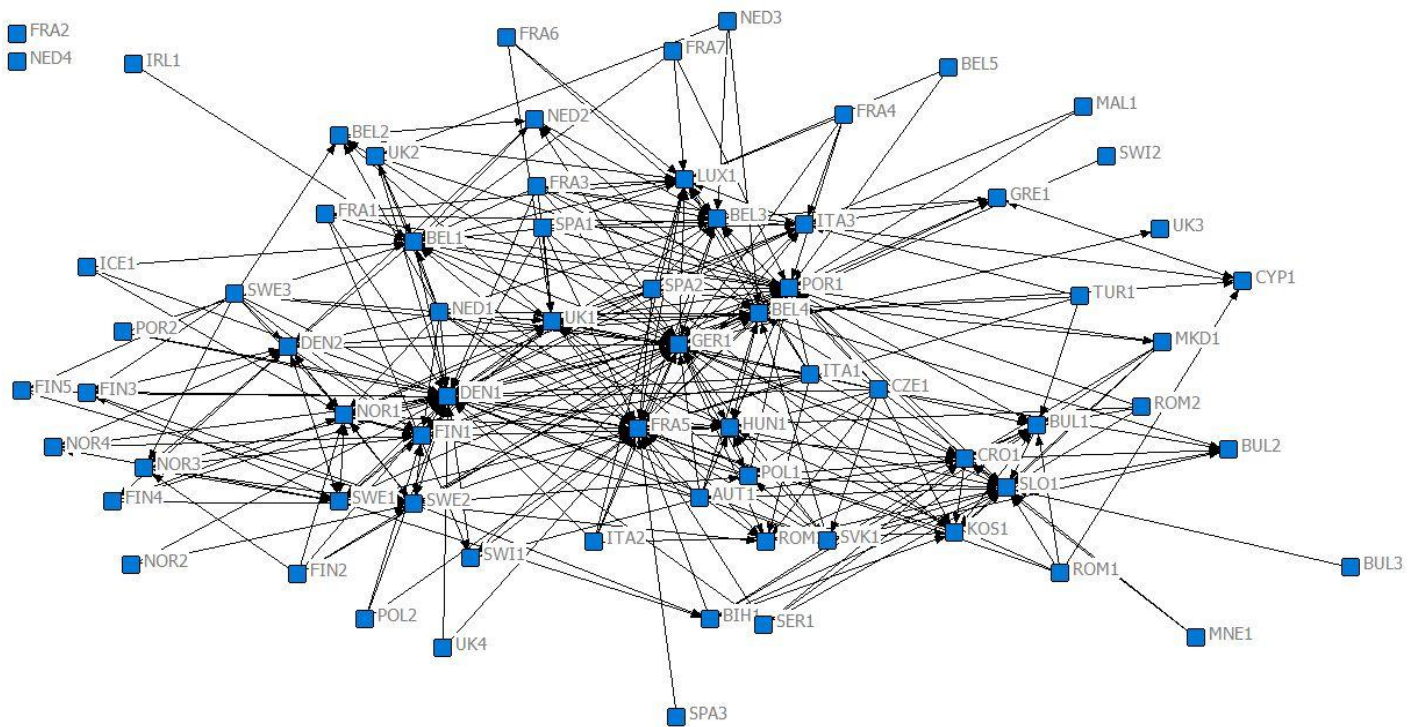 NED3
FRA2
FRA6
FRA7
NED4
IRL1
BEL5
MAL1
FRA4
NED2
BEL2
UK2
SWI2
LUX1
FRA3
GRE1
FRA1
BEL3
ITA3
SPA1
UK3
BEL1
ICE1
CYP1
SPA2
POR1
SWE3
TUR1
NED1
BEL4
UK1
POR2
MKD1
DEN2
GER1
ITA1
FIN5
FIN3
CZE1
DEN1
ROM2
NOR1
BUL1
FRA5
HUN1
FIN1
NOR4
BUL2
CRO1
NOR3
POL1
SLO1
AUT1
FIN4
SWE1
SWE2
KOS1
ITA2
ROM
SVK1
SWI1
NOR2
BUL3
FIN2
ROM1
POL2
BIH1
SER1
MNE1
UK4
SPA3